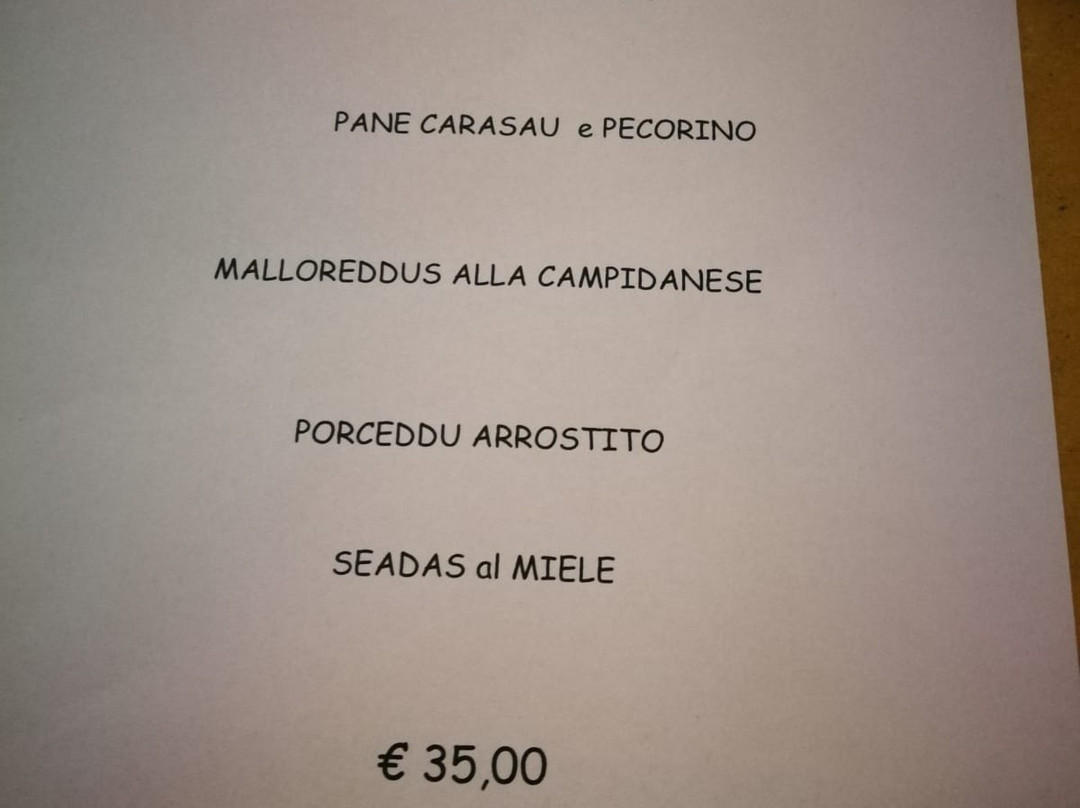 PANE CARASAU e PECORINO
MALLOREDDUS ALLA CAMPIDANESE
PORCEDDU ARROSTITO
SEADAS al MIELE
€ 35,00